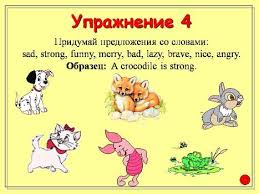 Упражнение 4
Придумай предложения со словами:
sad, strong, funny, merry, bad, lazy, brave, nice, angry.
Образец: A crocodile is strong.